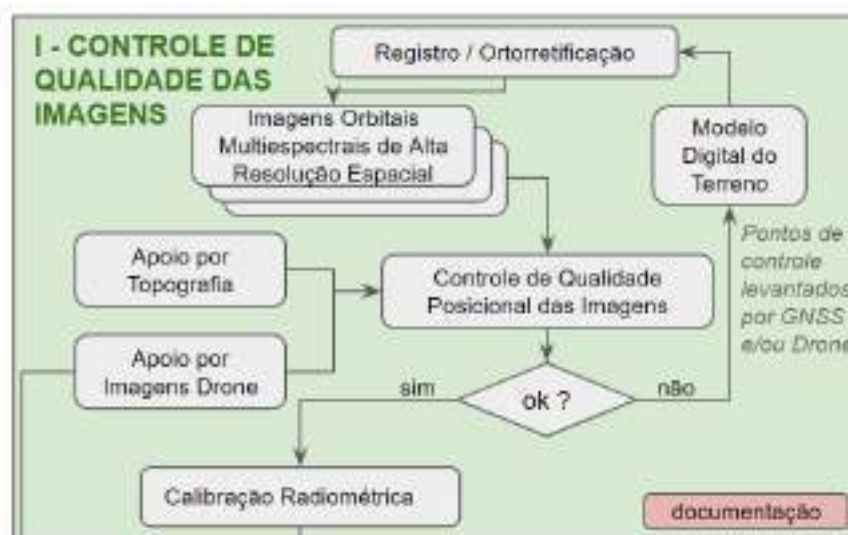 I - CONTROLE DE
QUALIDADE DAS
IMAGENS
Registro / Ortorretificação
Imagens Orbitais
Multiespectrais de Alta
Resolução Espacial
Modelo
Digital do
Terreno
Pontos de
controle
levantados
por GNSS
e/ou Drone
Apoio por
Topografia
Controle de Qualidade
Posicional das Imagens
Apoio por
Imagens Drone
sim
ok ?
não
Calibração Radiométrica
documentação